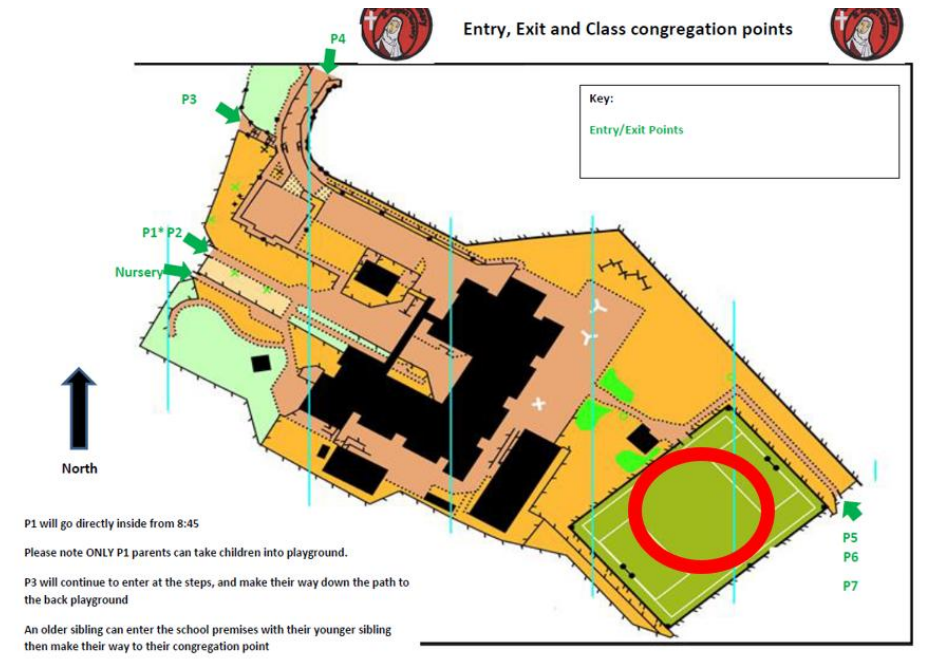 Entry, Exit and Class congregation points
P4
Key:
Entry/Exit Points
P3
P1* P2
Nursery
North
P5
P6
P7
P1 will go directly inside from 8:45
Please note ONLY P1 parents can take children into playground.
P3 will continue to enter at the steps, and make their way down the path to
the back playground
An older sibling can enter the school premises with their younger sibling
then make their way to their congregation point